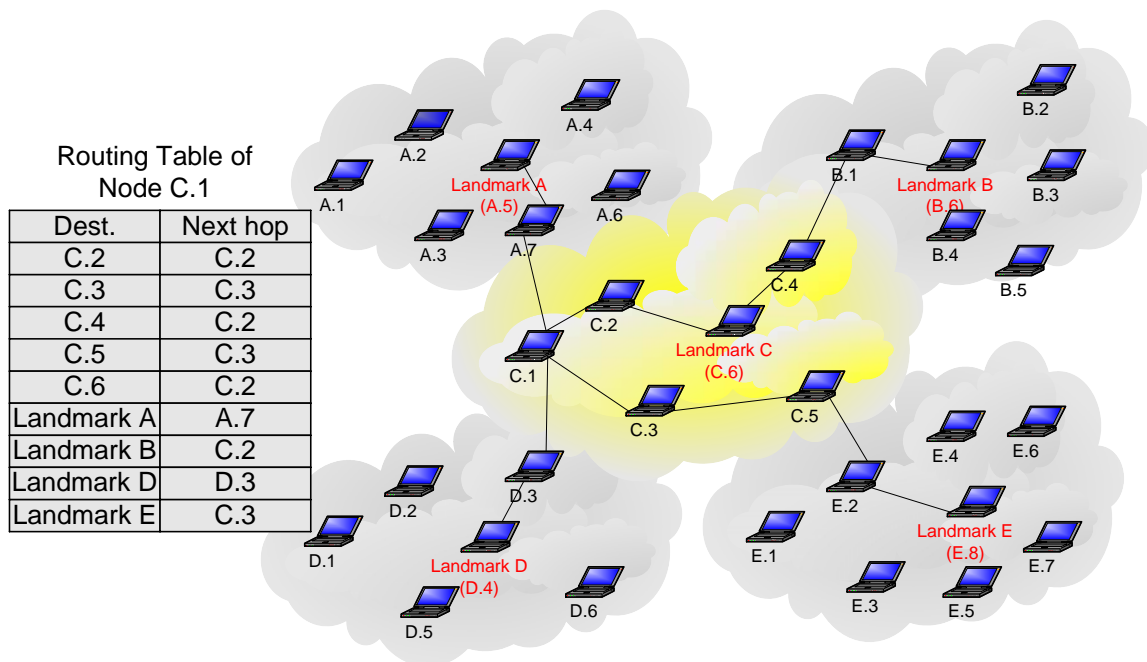 Routing Table of
Node C.1
Dest. Next hop
C.2 C.2
C.3 C.3
C.4 C.2
C.5 C.3
C.6 C.2
Landmark A A.7
Landmark B C.2
Landmark D D.3
Landmark E C.3
A.4
A.2
Landmark A
(A.5)
A.1
A.6
A.3
A.7
B.2
B.1
Landmark B
(B.6)
B.3
B.4
B.5
C.4
C.2
Landmark C
(C.6)
C.1
C.3
C.5
D.3
D.2
D.1
Landmark D
(D.4)
D.6
D.5
E.4
E.6
E.2
Landmark E
(E.8)
E.1
E.7
E.3
E.5